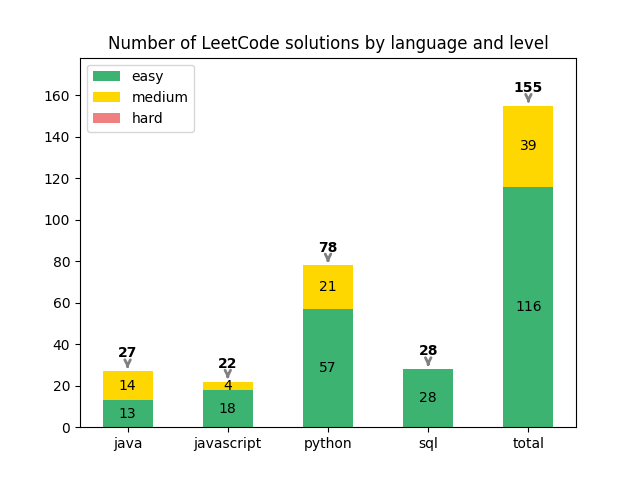 Number of LeetCode solutions by language and level
easy
medium
hard
160
140
120
100
80
60
40
20
0
27
14
13
22
4
18
78
21
57
28
28
155
39
116
java
javascript
python
sql
total